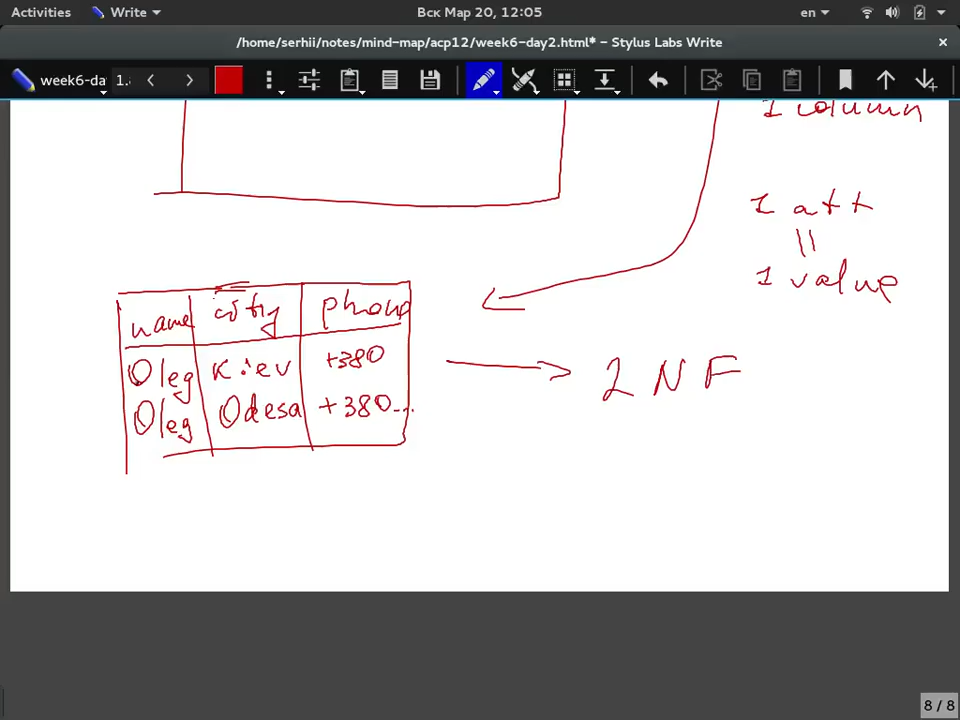 Activities Write Вск Мар 20, 12:05 en
/home/serhii/notes/mind-map/acp12/week6-day2.html* – Stylus Labs Write
week6-da 1.
1 column
1 att
||
1 value
name city phone
Oleg Kiev +380
Oleg Odesa +380...
2 NF
8 / 8